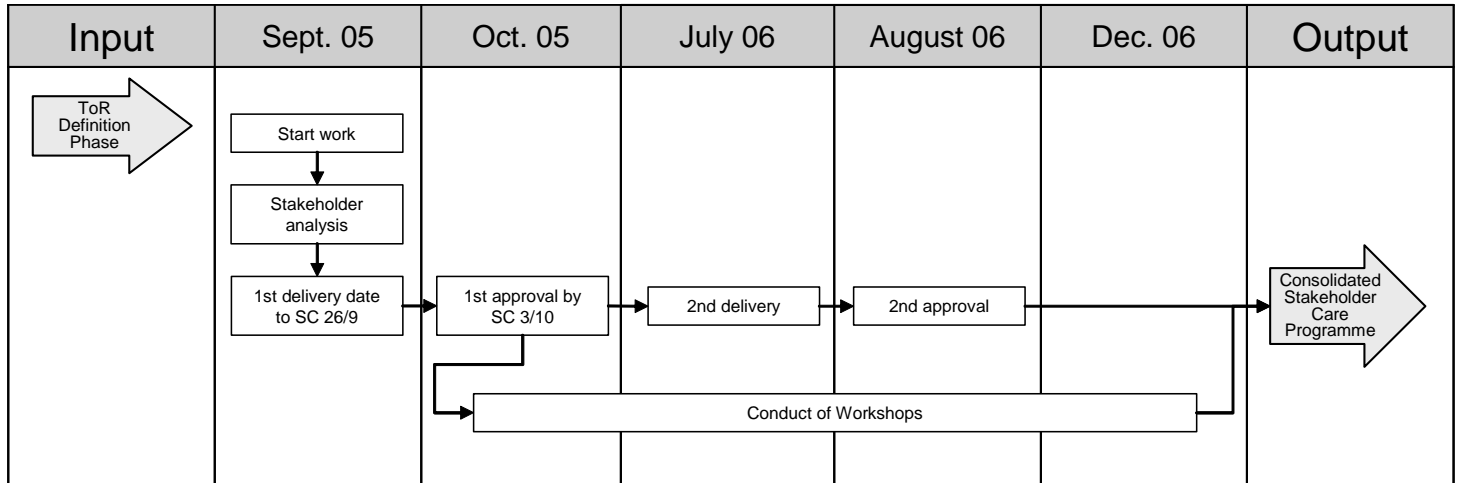 Input
Sept. 05
Oct. 05
July 06
August 06
Dec. 06
Output
ToR
Definition
Phase
Start work
Stakeholder
analysis
1st delivery date
to SC 26/9
1st approval by
SC 3/10
2nd delivery
2nd approval
Consolidated
Stakeholder
Care
Programme
Conduct of Workshops